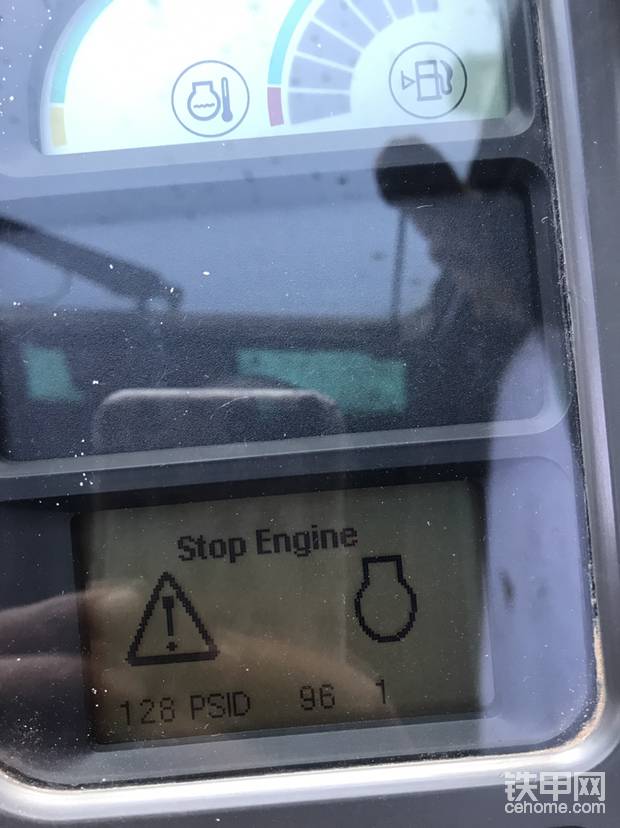 Stop Engine
128 PSID 96 1
铁甲网
cehome.com